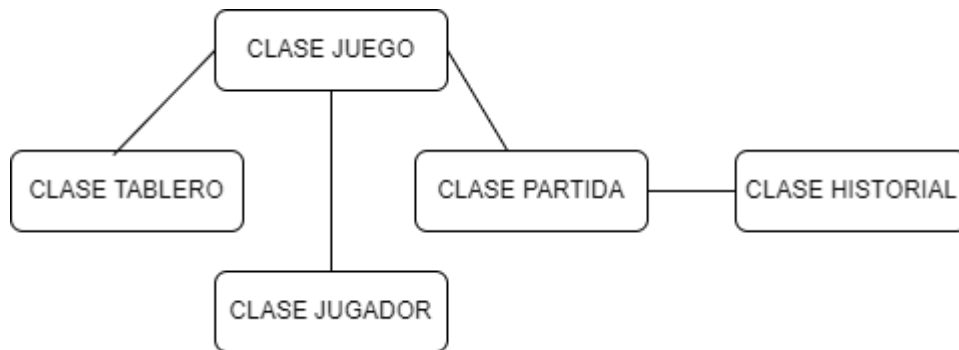 CLASE JUEGO
CLASE TABLERO
CLASE PARTIDA
CLASE HISTORIAL
CLASE JUGADOR